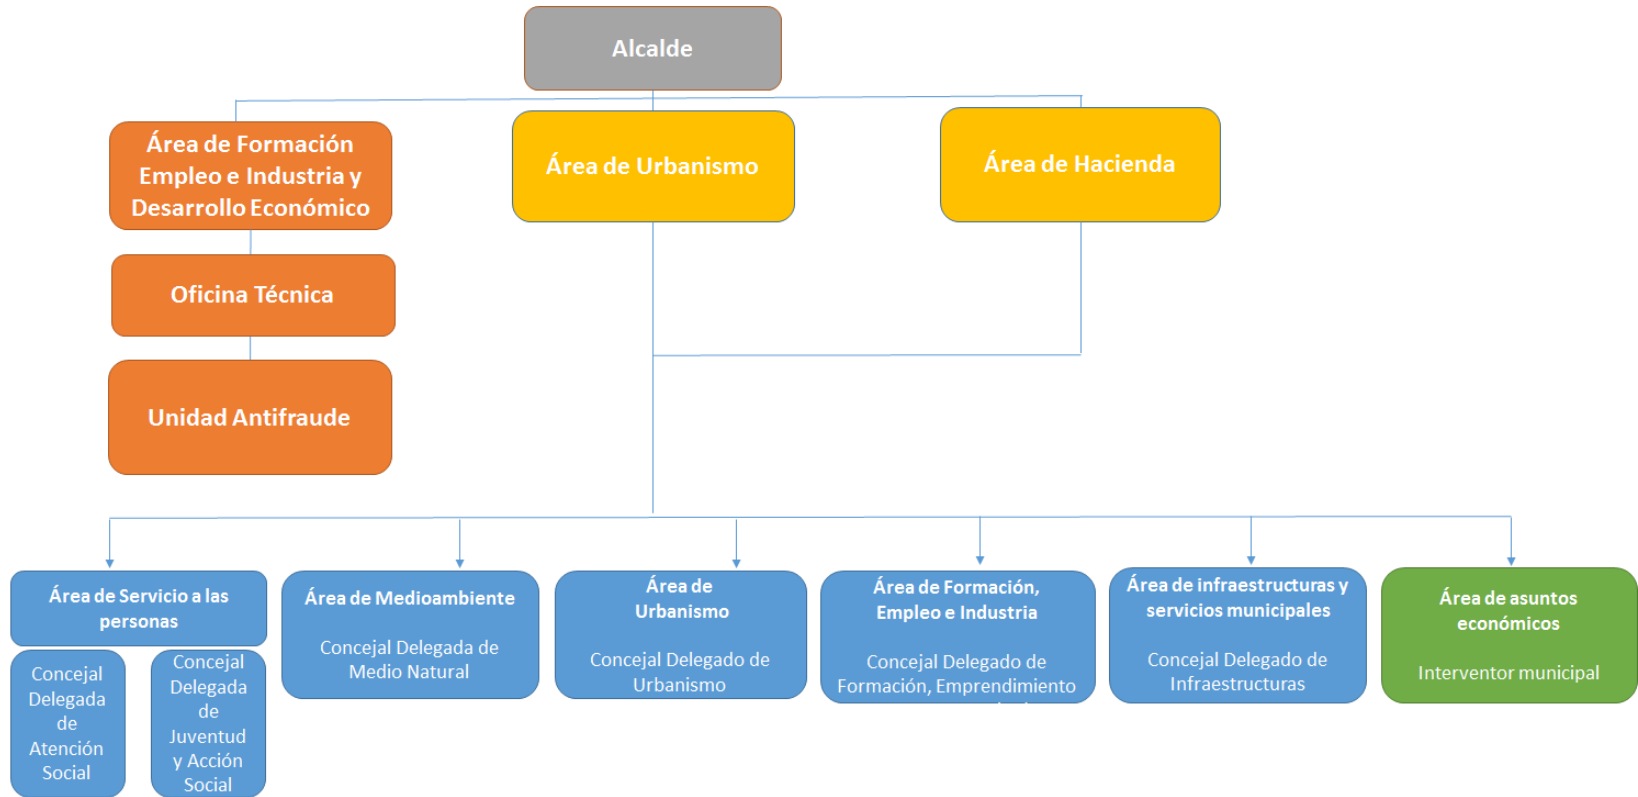 Alcalde
Área de Formación
Empleo e Industria y
Desarrollo Económico
Área de Urbanismo
Área de Hacienda
Oficina Técnica
Unidad Antifraude
Área de Servicio a las
personas
Concejal
Delegada
de
Atención
Social
Concejal
Delegada
de
Juventud
y Acción
Social
Área de Medioambiente
Concejal Delegada de
Medio Natural
Área de
Urbanismo
Concejal Delegado de
Urbanismo
Área de Formación,
Empleo e Industria
Concejal Delegado de
Formación, Emprendimiento
Área de infraestructuras y
servicios municipales
Concejal Delegado de
Infraestructuras
Área de asuntos
económicos
Interventor municipal